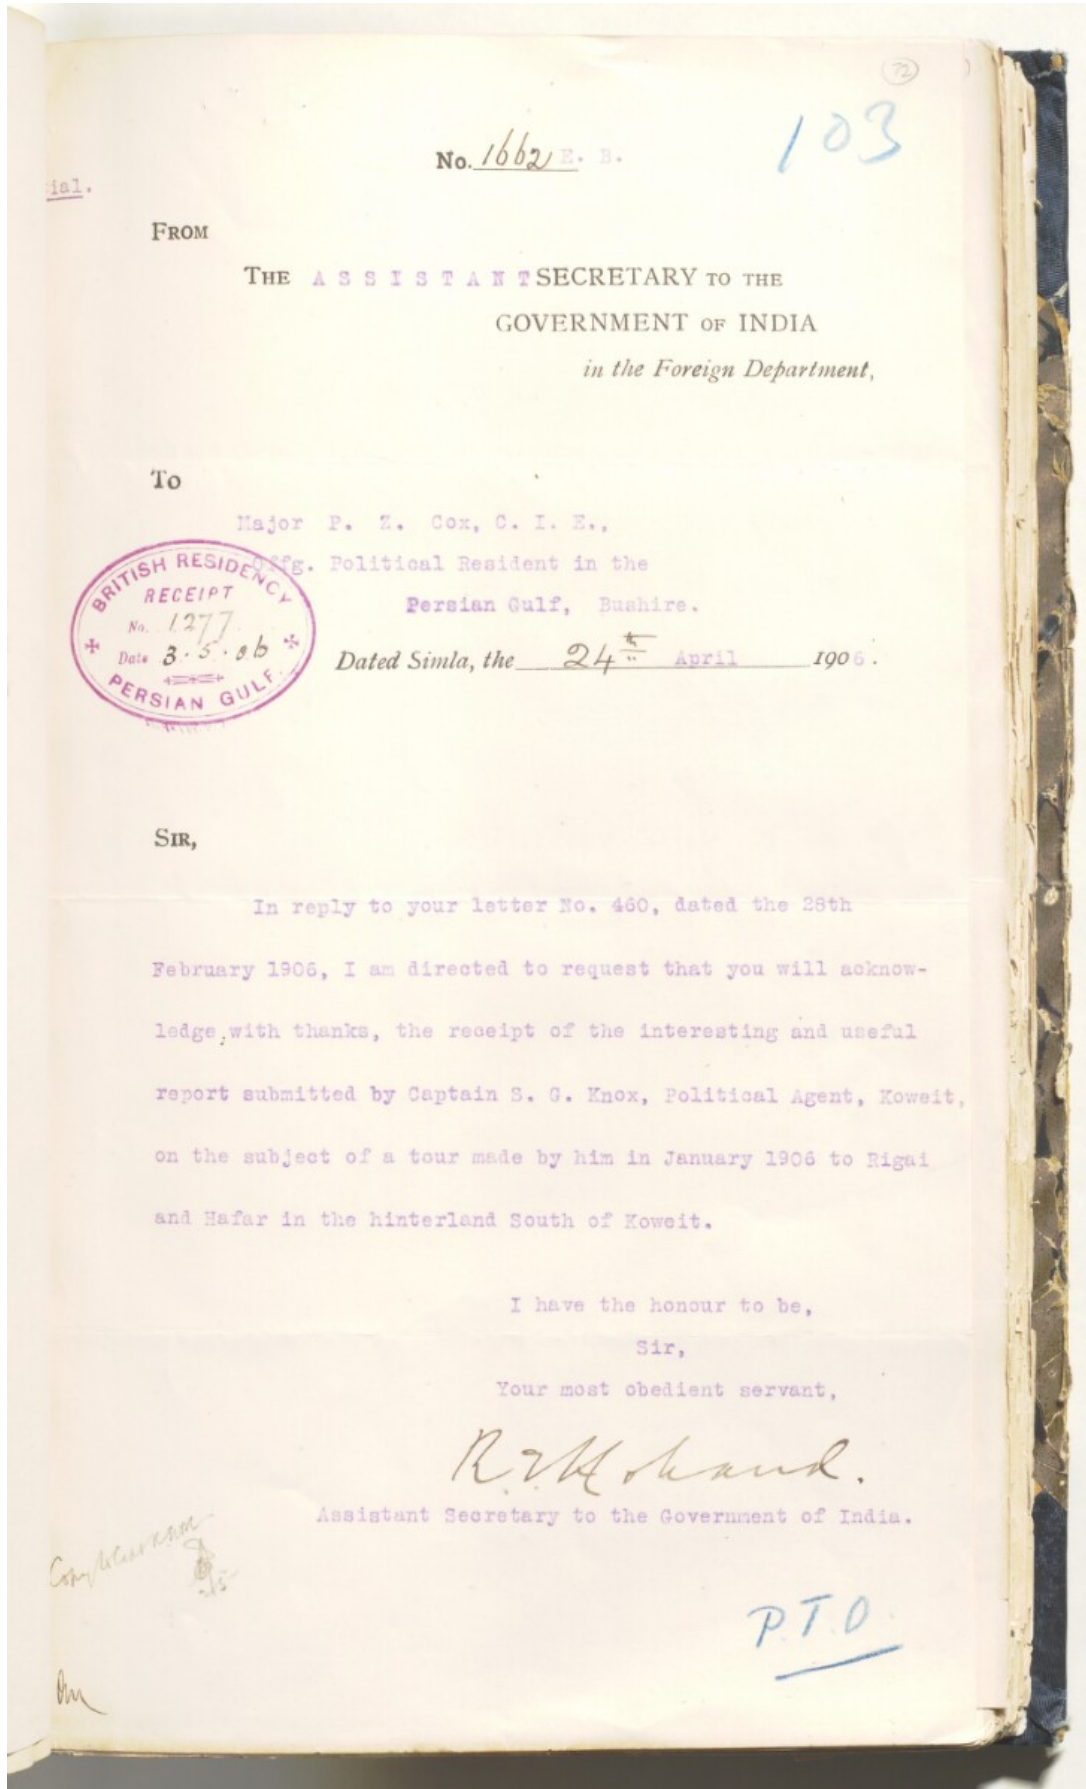 72
103
No. 1662 E. B.
ial.
FROM
THE ASSISTANT SECRETARY TO THE
GOVERNMENT OF INDIA
in the Foreign Department,
To
Major P. Z. Cox, C. I. E.,
Offg. Political Resident in the
Persian Gulf, Bushire.
BRITISH RESIDENCY
RECEIPT
No. 1277.
Date 3.5.06
PERSIAN GULF.
Dated Simla, the 24th April 1906.
SIR,
In reply to your letter No. 460, dated the 28th
February 1906, I am directed to request that you will acknow-
ledge, with thanks, the receipt of the interesting and useful
report submitted by Captain S. G. Knox, Political Agent, Koweit,
on the subject of a tour made by him in January 1906 to Rigai
and Hafar in the hinterland South of Koweit.
I have the honour to be,
Sir,
Your most obedient servant,
Assistant Secretary to the Government of India.
Copy to
P.T.O.